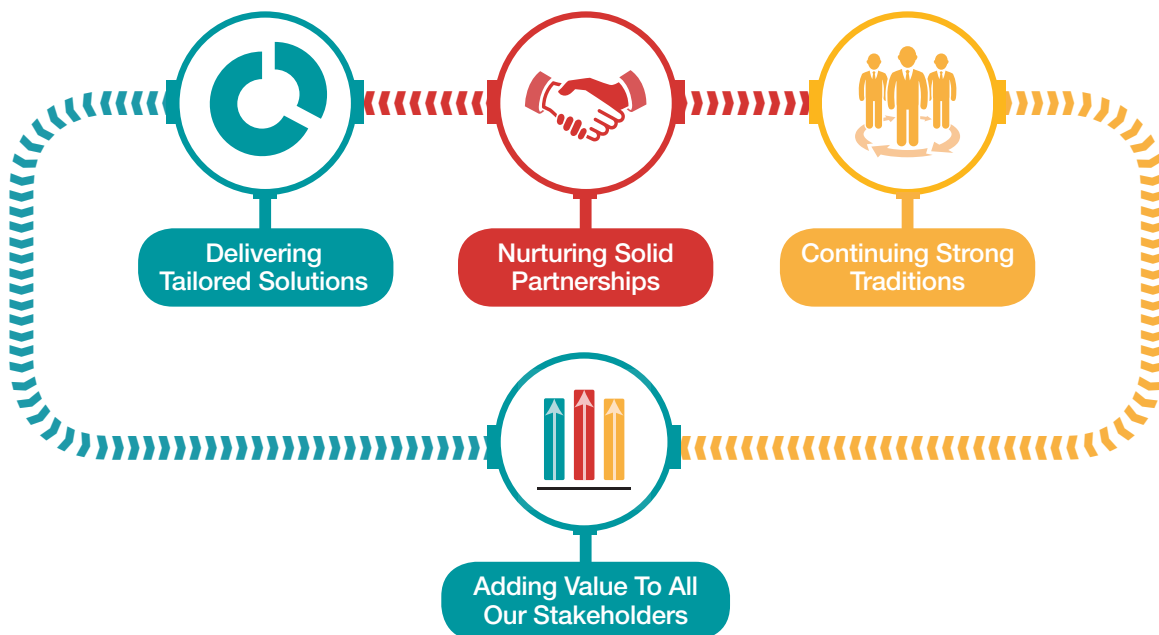 Delivering
Tailored Solutions
Nurturing Solid
Partnerships
Continuing Strong
Traditions
Adding Value To All
Our Stakeholders